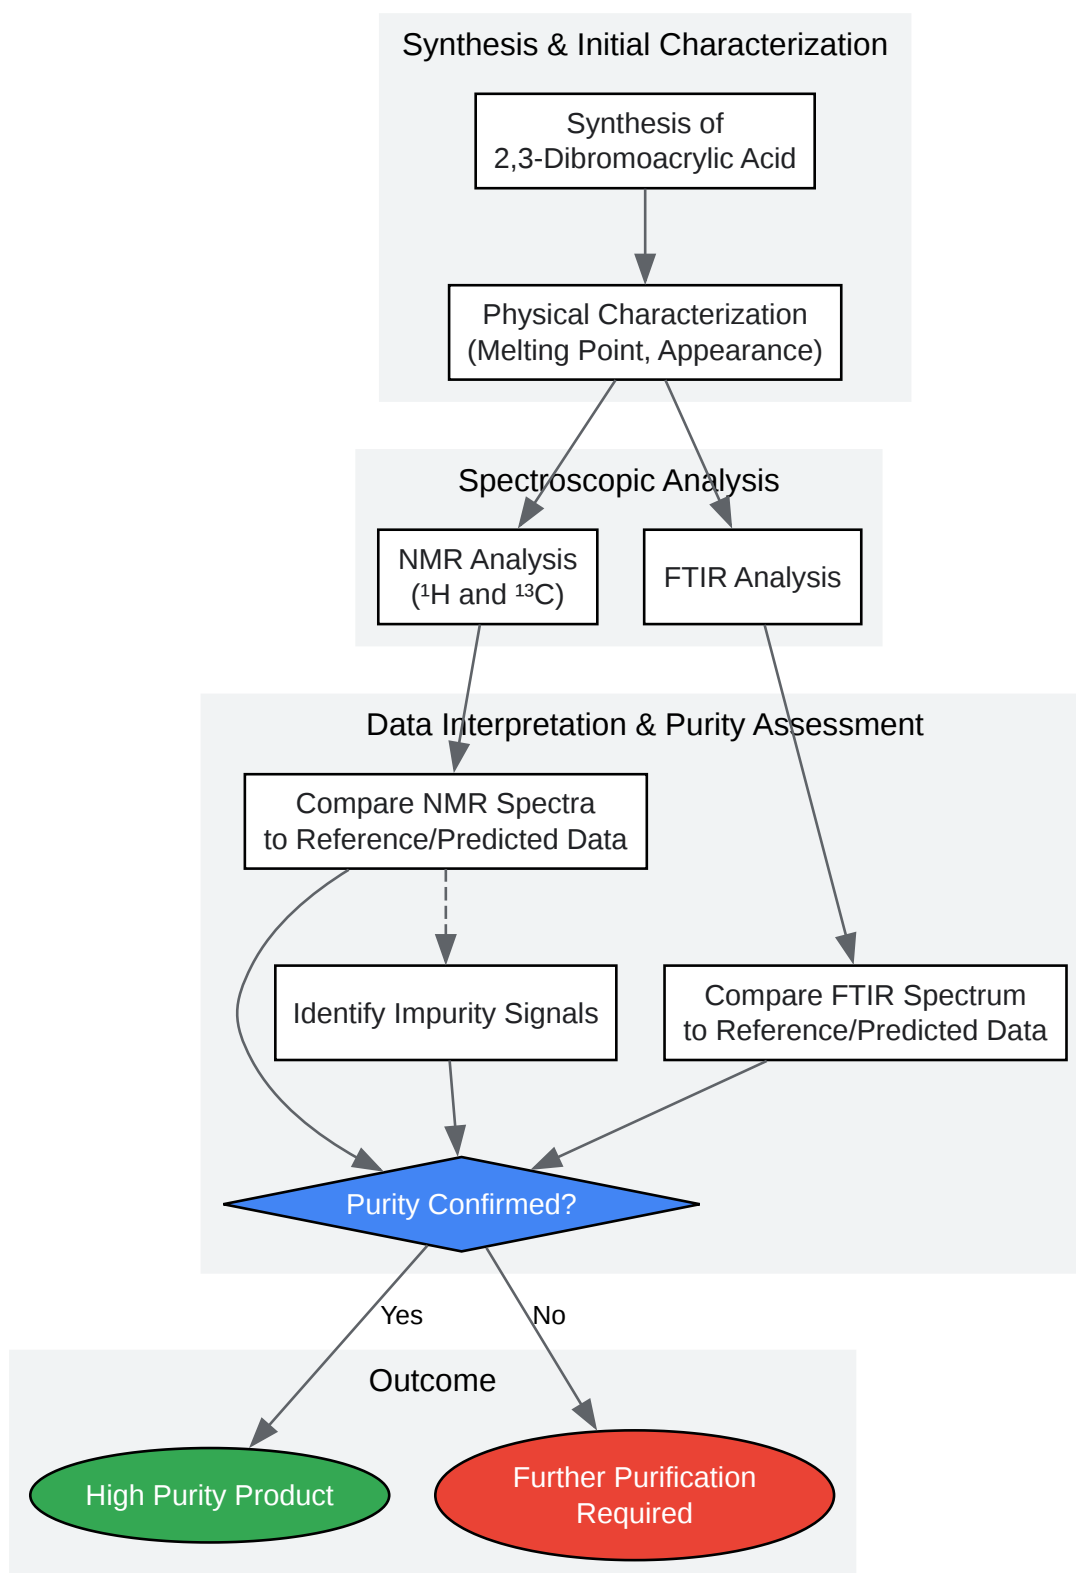 Synthesis & Initial Characterization
Synthesis of
2,3-Dibromoacrylic Acid
Physical Characterization
(Melting Point, Appearance)
Spectroscopic Analysis
NMR Analysis
(¹H and ¹³C)
FTIR Analysis
Data Interpretation & Purity Assessment
Compare NMR Spectra
to Reference/Predicted Data
Identify Impurity Signals
Compare FTIR Spectrum
to Reference/Predicted Data
Purity Confirmed?
Yes
No
Outcome
High Purity Product
Further Purification
Required